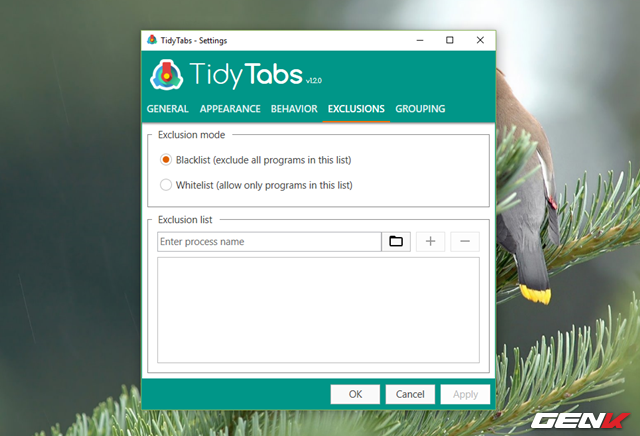 TidyTabs - Settings
TidyTabs v1.2.0
GENERAL APPEARANCE BEHAVIOR EXCLUSIONS GROUPING
Exclusion mode
Blacklist (exclude all programs in this list)
Whitelist (allow only programs in this list)
Exclusion list
Enter process name
OK Cancel Apply
GENK